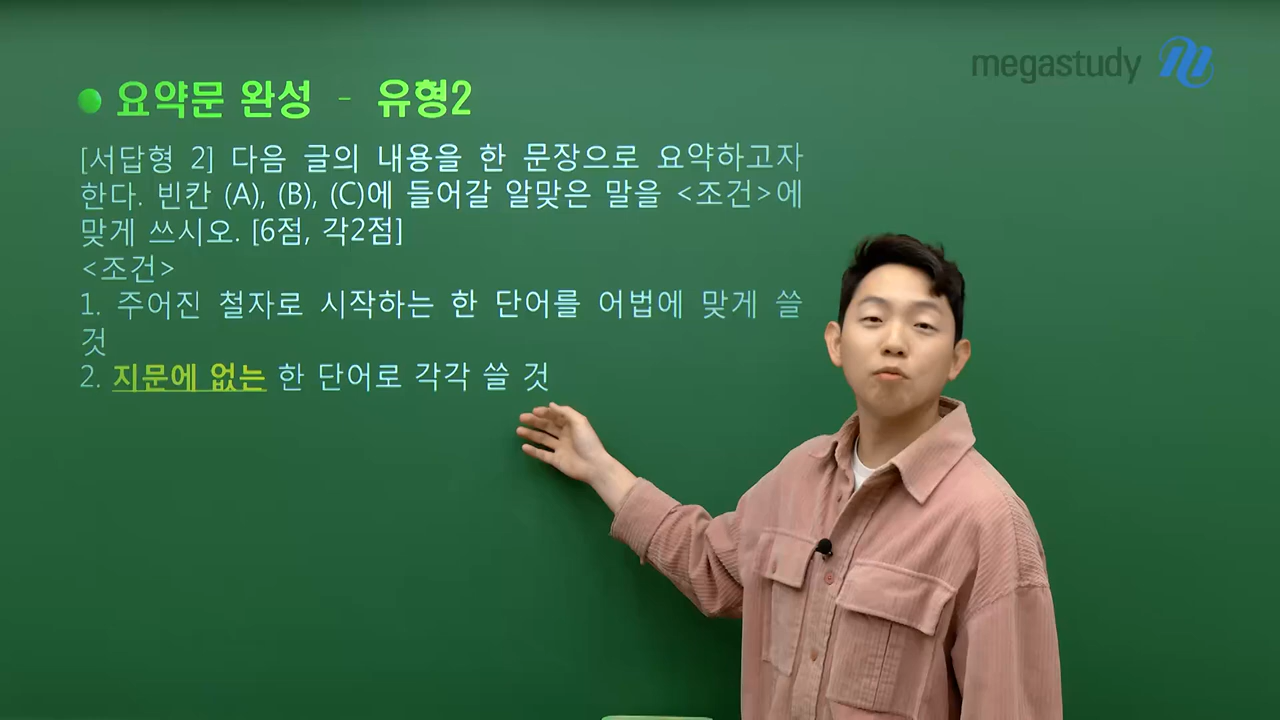 megastudy
요약문 완성 - 유형2
[서답형 2] 다음 글의 내용을 한 문장으로 요약하고자
한다. 빈칸 (A), (B), (C)에 들어갈 알맞은 말을 <조건>에
맞게 쓰시오. [6점, 각2점]
<조건>
1. 주어진 철자로 시작하는 한 단어를 어법에 맞게 쓸
것
2. 지문에 없는 한 단어로 각각 쓸 것